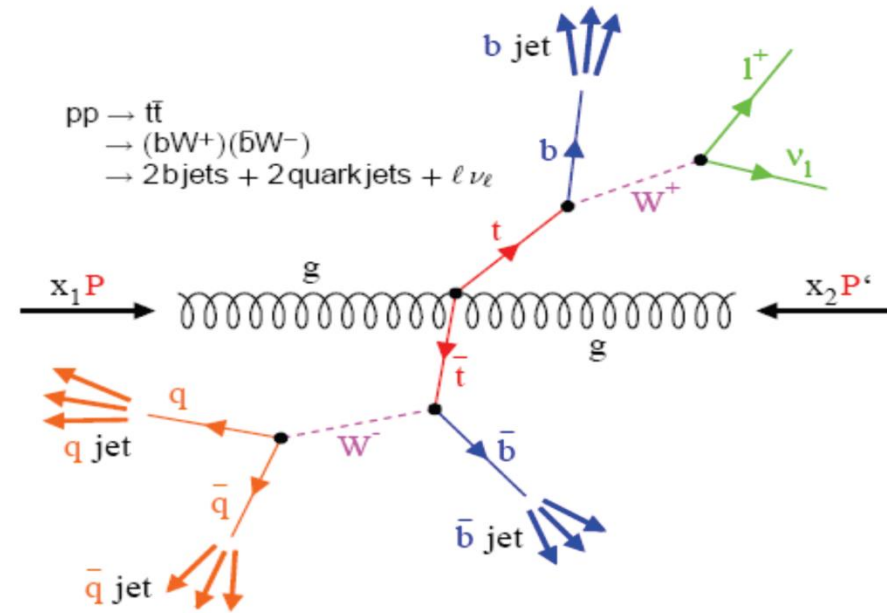 b jet
l⁺
pp → tt̄
→ (bW⁺)(b̄W⁻)
→ 2 b jets + 2 quark jets + ℓ ν_ℓ
b
ν_l
W⁺
t
g
x₁P
x₂P‘
g
t̄
q
q jet
W⁻
b̄
q̄
b̄ jet
q̄ jet